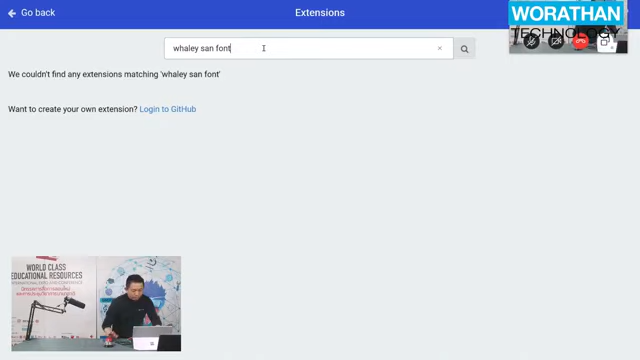 Go back
Extensions
WORATHAN
TECHNOLOGY
whaley san font
We couldn't find any extensions matching 'whaley san font'
Want to create your own extension? Login to GitHub
WORLD CLASS
EDUCATIONAL RESOURCES